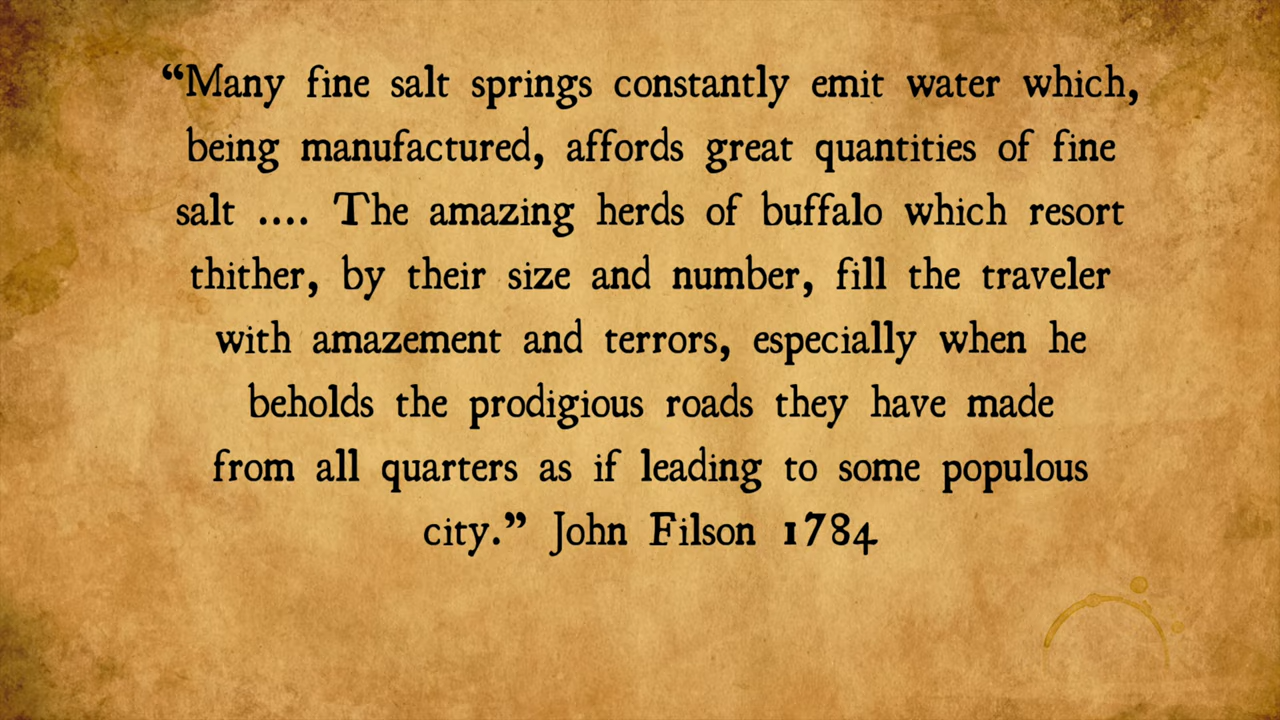 “Many fine salt springs constantly emit water which,
being manufactured, affords great quantities of fine
salt .... The amazing herds of buffalo which resort
thither, by their size and number, fill the traveler
with amazement and terrors, especially when he
beholds the prodigious roads they have made
from all quarters as if leading to some populous
city.” John Filson 1784